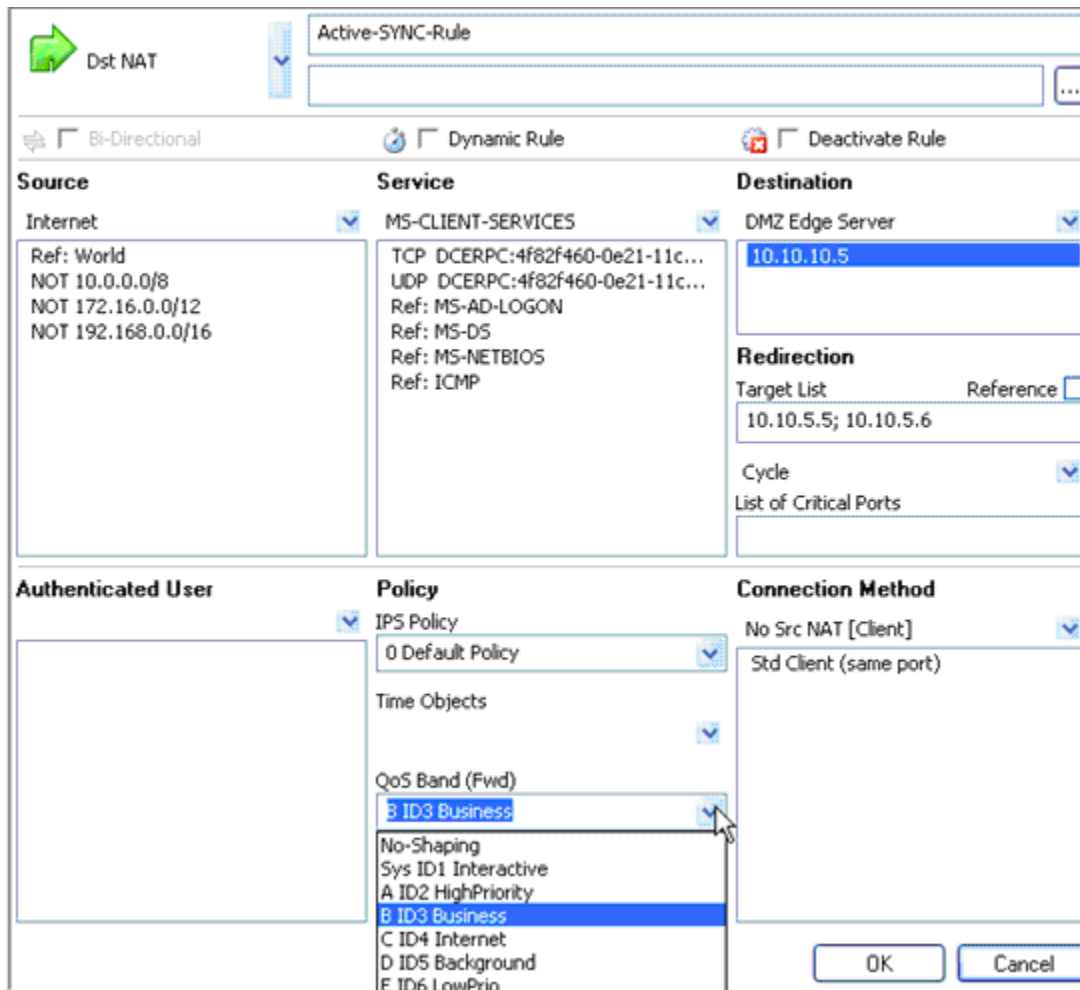 Active-SYNC-Rule
Dst NAT
...
Bi-Directional
Dynamic Rule
Deactivate Rule
Source
Service
Destination
Internet
MS-CLIENT-SERVICES
DMZ Edge Server
Ref: World
NOT 10.0.0.0/8
NOT 172.16.0.0/12
NOT 192.168.0.0/16
TCP DCERPC:4f82f460-0e21-11c...
UDP DCERPC:4f82f460-0e21-11c...
Ref: MS-AD-LOGON
Ref: MS-DS
Ref: MS-NETBIOS
Ref: ICMP
10.10.10.5
Redirection
Target List
Reference
10.10.5.5; 10.10.5.6
Cycle
List of Critical Ports
Authenticated User
Policy
Connection Method
IPS Policy
0 Default Policy
Time Objects
QoS Band (Fwd)
B ID3 Business
No-Shaping
Sys ID1 Interactive
A ID2 HighPriority
B ID3 Business
C ID4 Internet
D ID5 Background
E ID6 LowPrio
No Src NAT [Client]
Std Client (same port)
OK
Cancel